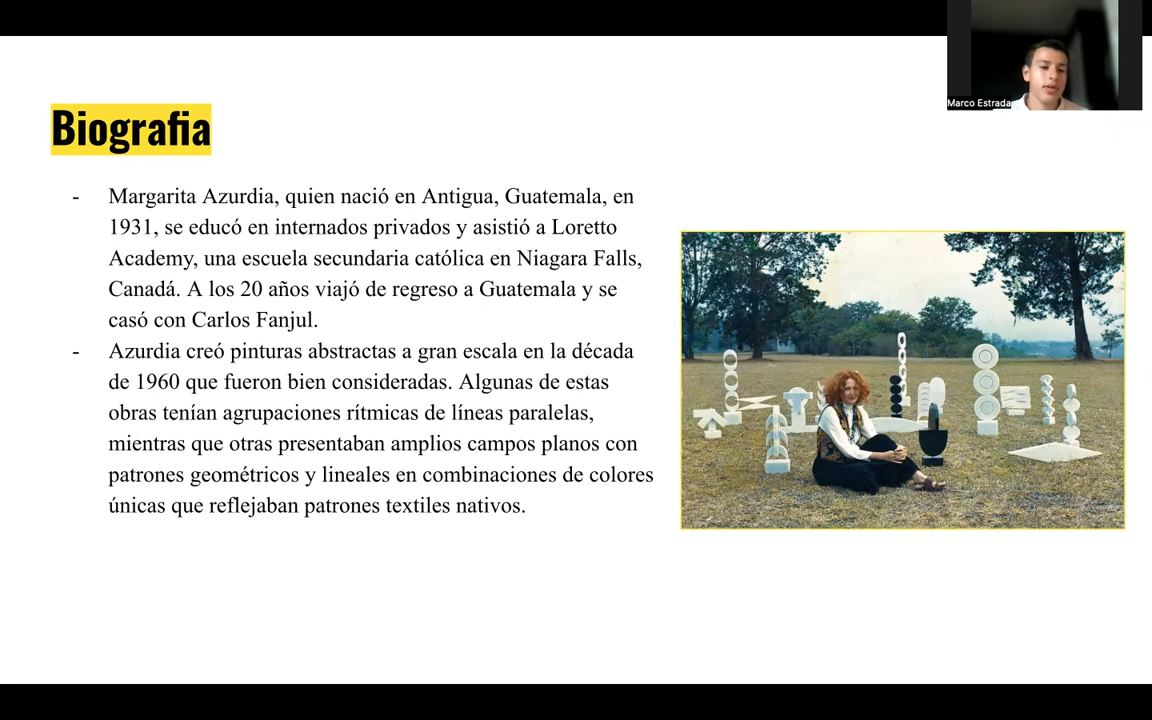 Biografia
- Margarita Azurdia, quien nació en Antigua, Guatemala, en
1931, se educó en internados privados y asistió a Loretto
Academy, una escuela secundaria católica en Niagara Falls,
Canadá. A los 20 años viajó de regreso a Guatemala y se
casó con Carlos Fanjul.
- Azurdia creó pinturas abstractas a gran escala en la década
de 1960 que fueron bien consideradas. Algunas de estas
obras tenían agrupaciones rítmicas de líneas paralelas,
mientras que otras presentaban amplios campos planos con
patrones geométricos y lineales en combinaciones de colores
únicas que reflejaban patrones textiles nativos.
Marco Estrada